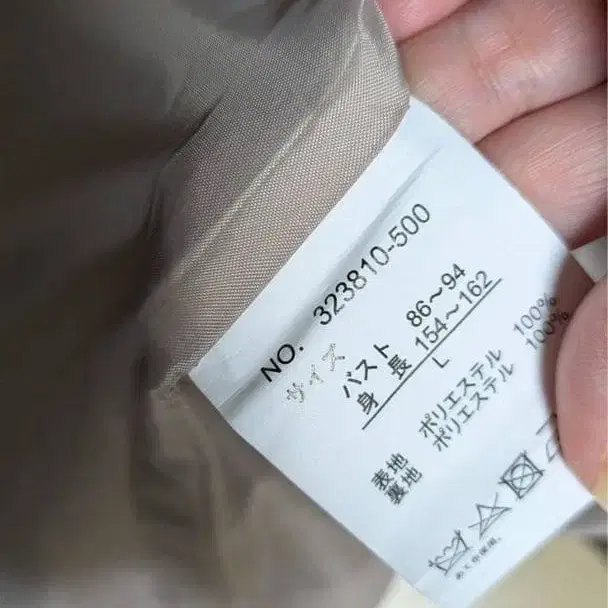 NO. 323810-500
サイズ
バスト 86～94
身長 154～162
L
表地 ポリエステル 100%
裏地 ポリエステル 100%